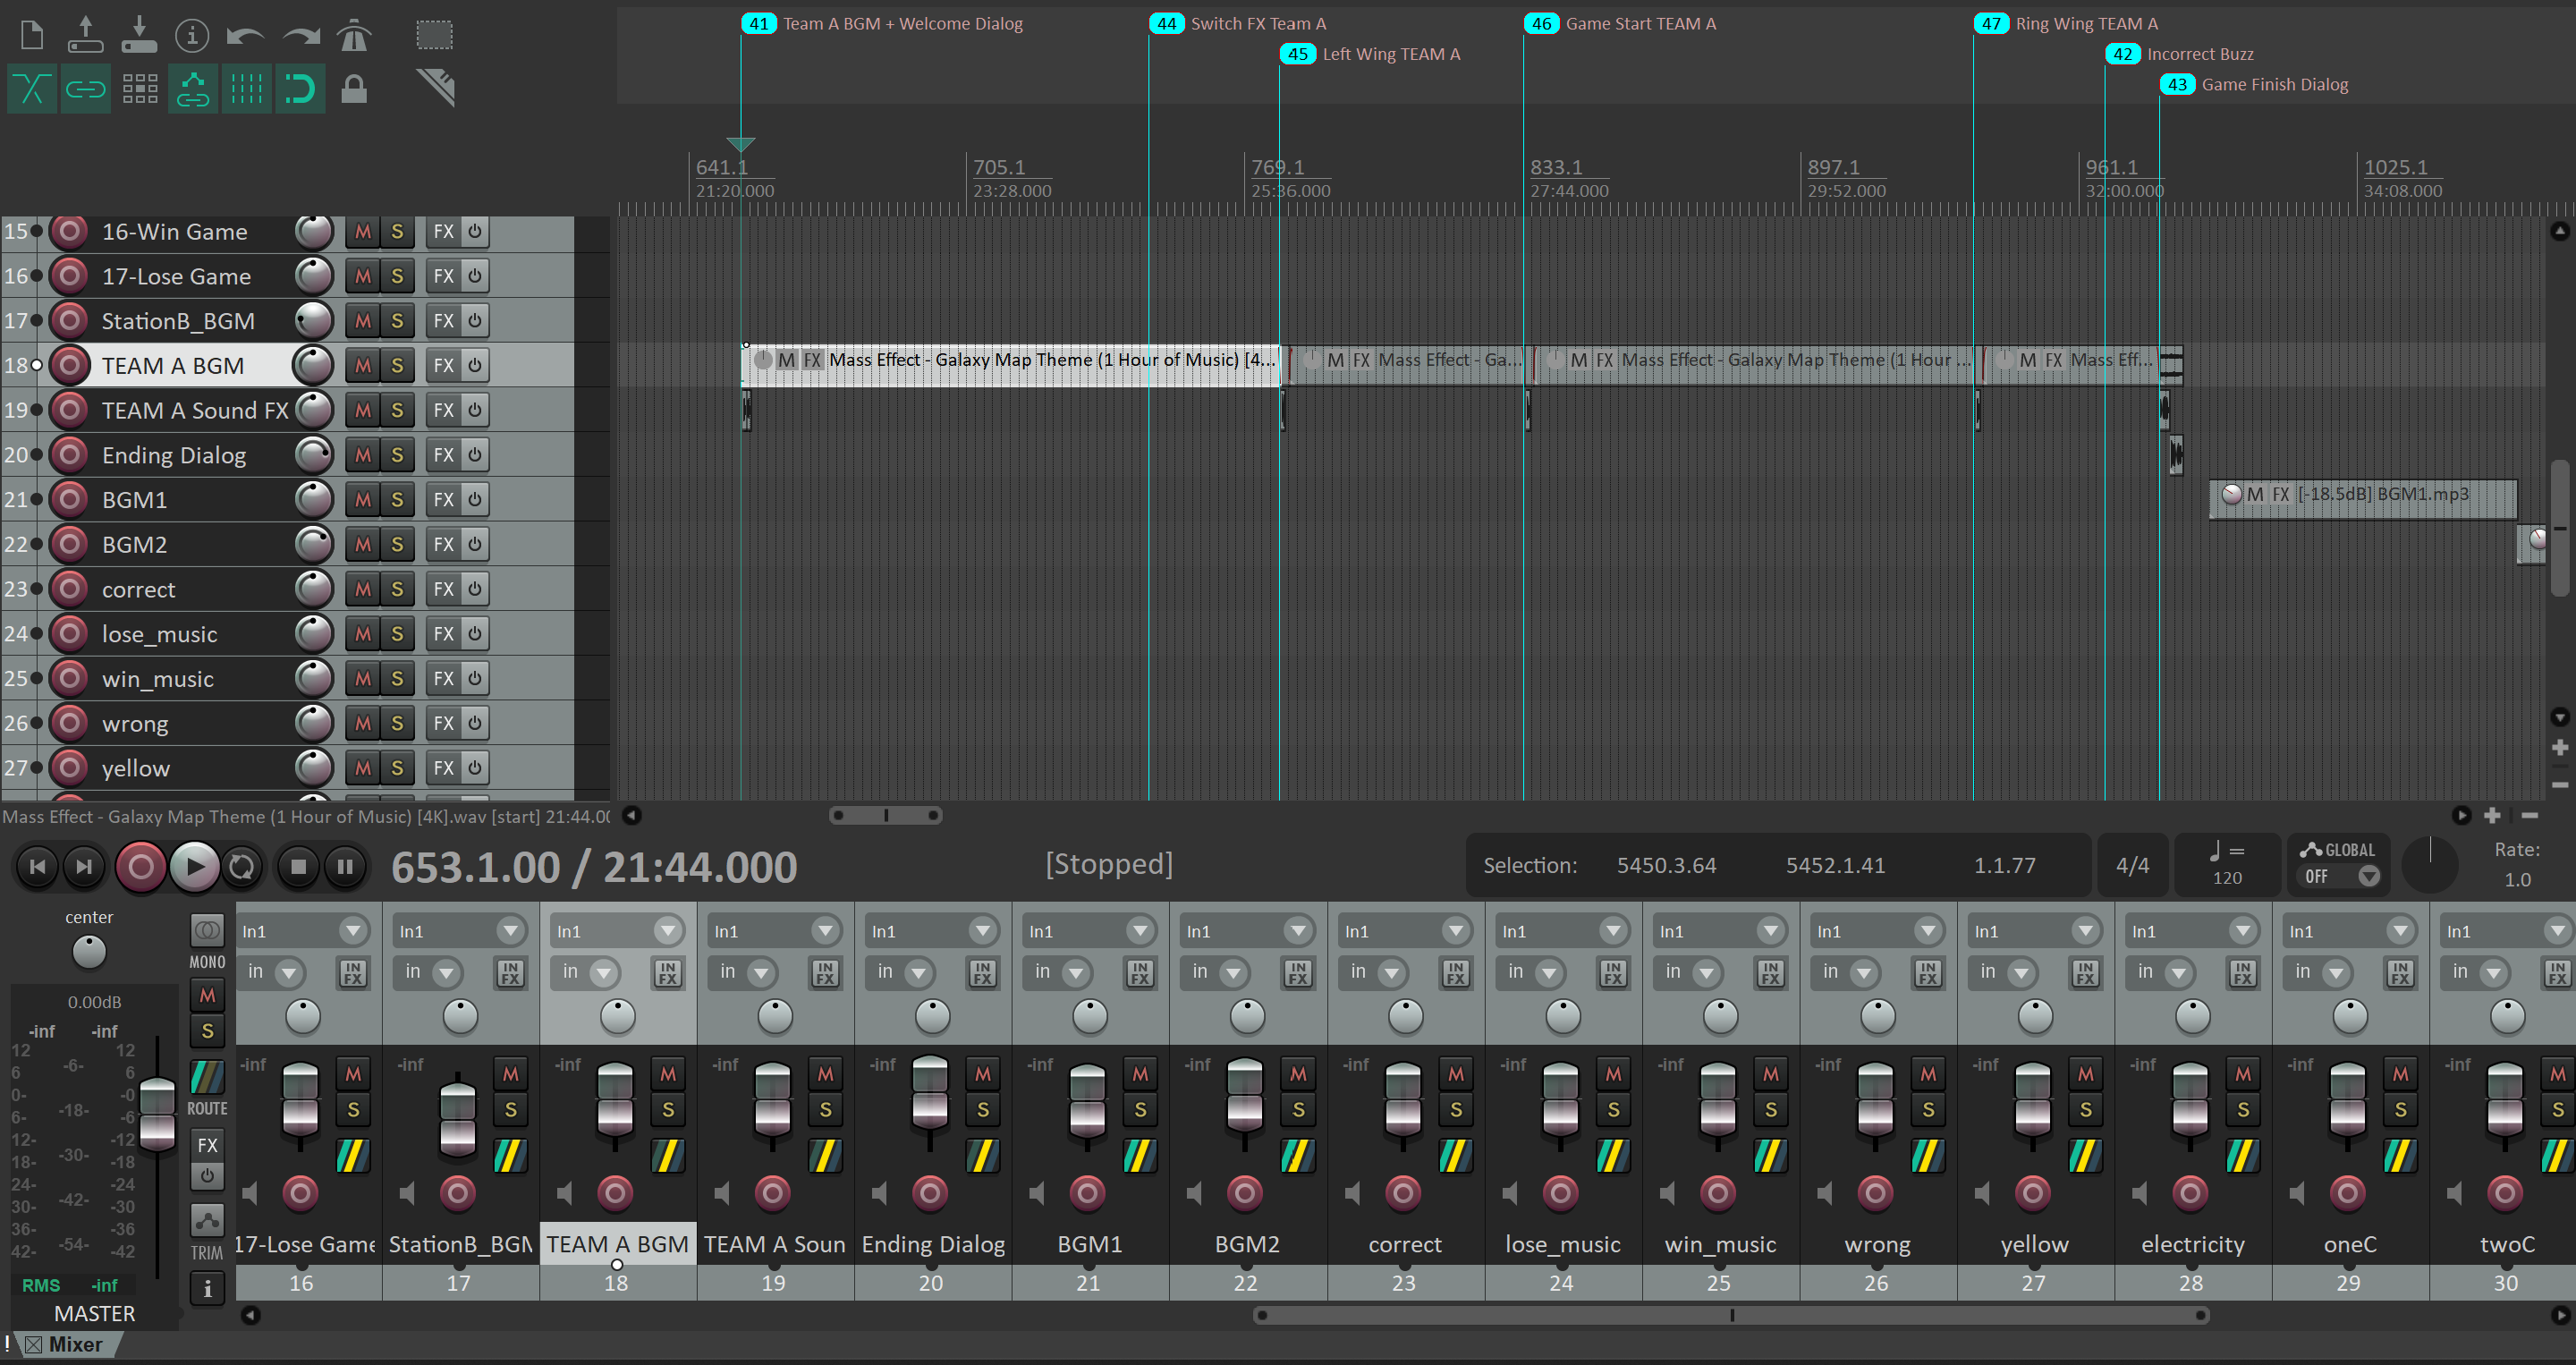 41 Team A BGM + Welcome Dialog
44 Switch FX Team A
46 Game Start TEAM A
47 Ring Wing TEAM A
45 Left Wing TEAM A
42 Incorrect Buzz
43 Game Finish Dialog
641.1 705.1 769.1 833.1 897.1 961.1 1025.1
21:20.000 23:28.000 25:36.000 27:44.000 29:52.000 32:00.000 34:08.000
15 16-Win Game M S FX
16 17-Lose Game M S FX
17 StationB_BGM M S FX
18 TEAM A BGM M S FX
M FX Mass Effect - Galaxy Map Theme (1 Hour of Music) [4...
M FX Mass Effect - Ga...
M FX Mass Effect - Galaxy Map Theme (1 Hour ...
M FX Mass Eff...
19 TEAM A Sound FX M S FX
20 Ending Dialog M S FX
21 BGM1 M S FX
M FX [-18.5dB] BGM1.mp3
22 BGM2 M S FX
23 correct M S FX
24 lose_music M S FX
25 win_music M S FX
26 wrong M S FX
27 yellow M S FX
Mass Effect - Galaxy Map Theme (1 Hour of Music) [4K].wav [start] 21:44.00
653.1.00 / 21:44.000
[Stopped]
Selection: 5450.3.64 5452.1.41 1.1.77
4/4
=
120
GLOBAL
OFF
Rate:
1.0
center
MONO
M
S
ROUTE
FX
TRIM
0.00dB
-inf -inf
12 12
6 -6- 6
0- -0
6- -18- -6
12- -12
18- -30- -18
24- -24
30- -42- -30
36- -36
42- -54- -42
RMS -inf
MASTER
In1 In1 In1 In1 In1 In1 In1 In1 In1 In1 In1 In1 In1 In1 In1
in IN FX in IN FX in IN FX in IN FX in IN FX in IN FX in IN FX in IN FX in IN FX in IN FX in IN FX in IN FX in IN FX in IN FX in IN FX
-inf M -inf M -inf M -inf M -inf M -inf M -inf M -inf M -inf M -inf M -inf M -inf M -inf M -inf M -inf M
S S S S S S S S S S S S S S S
17-Lose Game StationB_BGM TEAM A BGM TEAM A Soun Ending Dialog BGM1 BGM2 correct lose_music win_music wrong yellow electricity oneC twoC
16 17 18 19 20 21 22 23 24 25 26 27 28 29 30
! Mixer